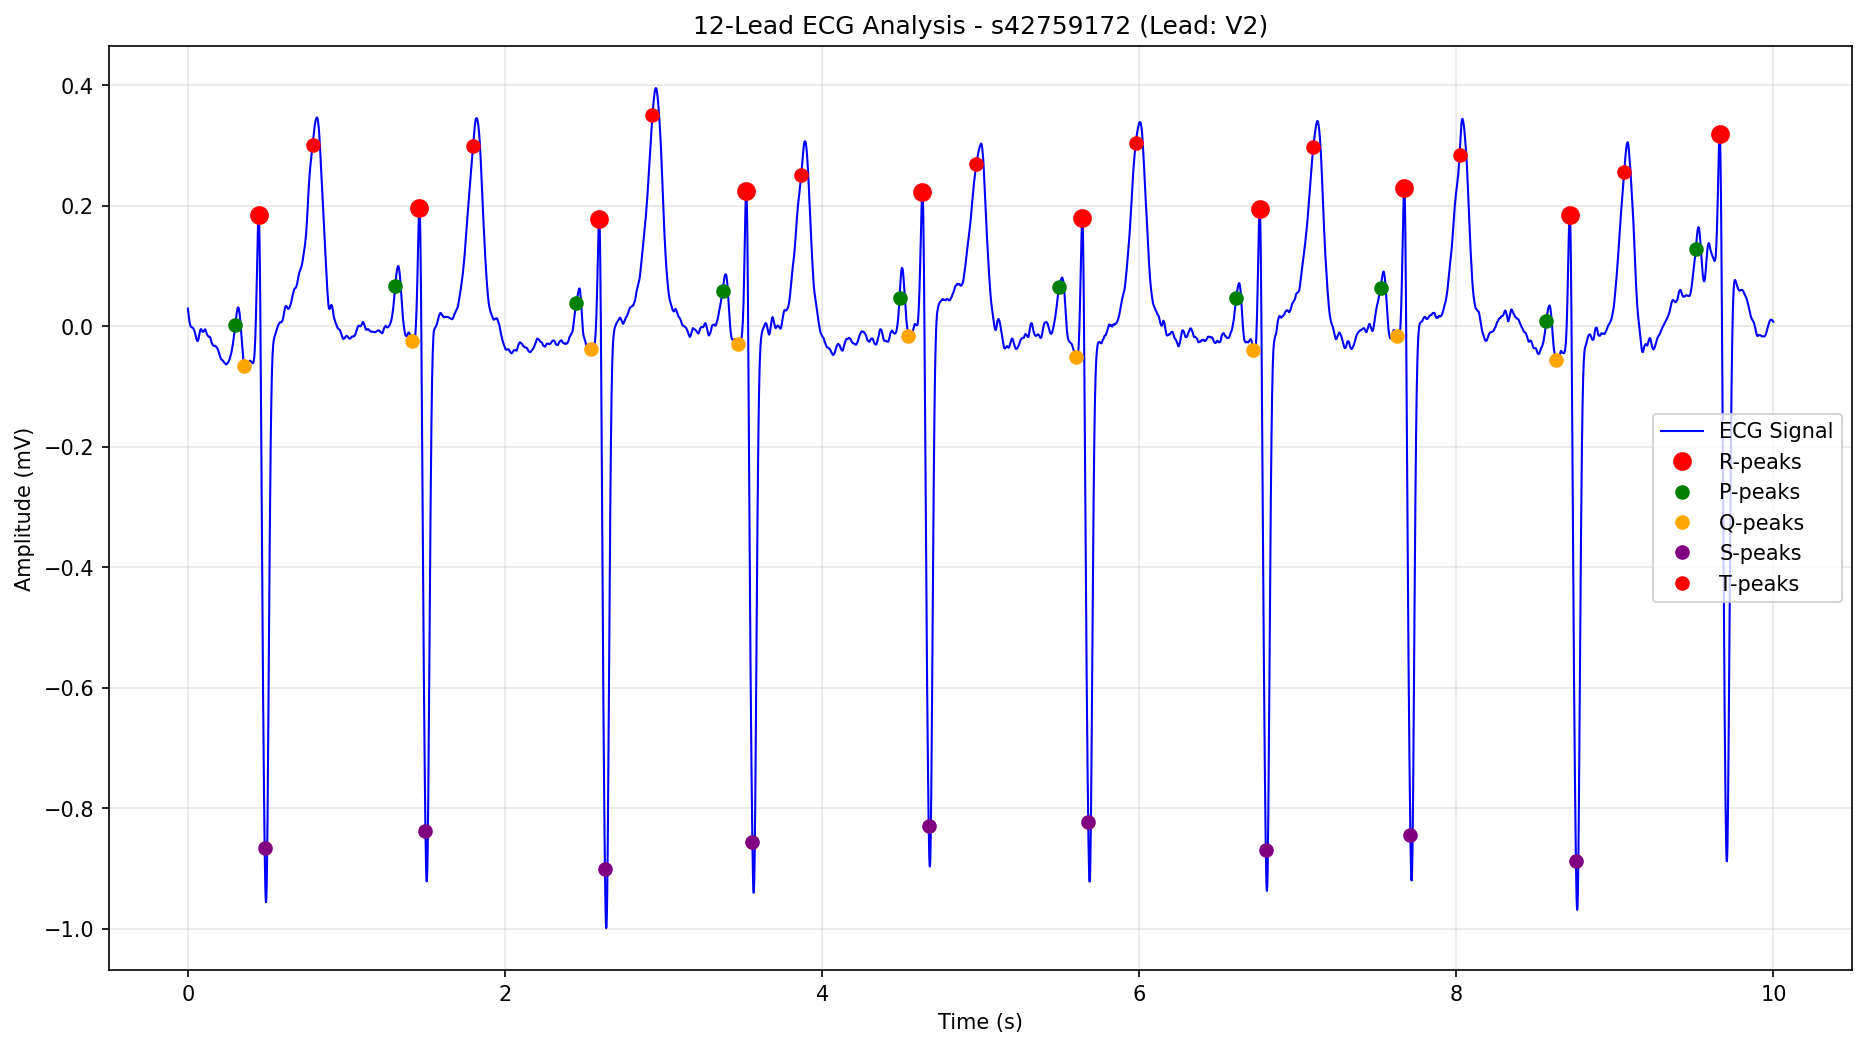 12-Lead ECG Analysis - s42759172 (Lead: V2)
0.4
0.2
0.0
−0.2
−0.4
−0.6
−0.8
−1.0
Amplitude (mV)
ECG Signal
R-peaks
P-peaks
Q-peaks
S-peaks
T-peaks
0 2 4 6 8 10
Time (s)